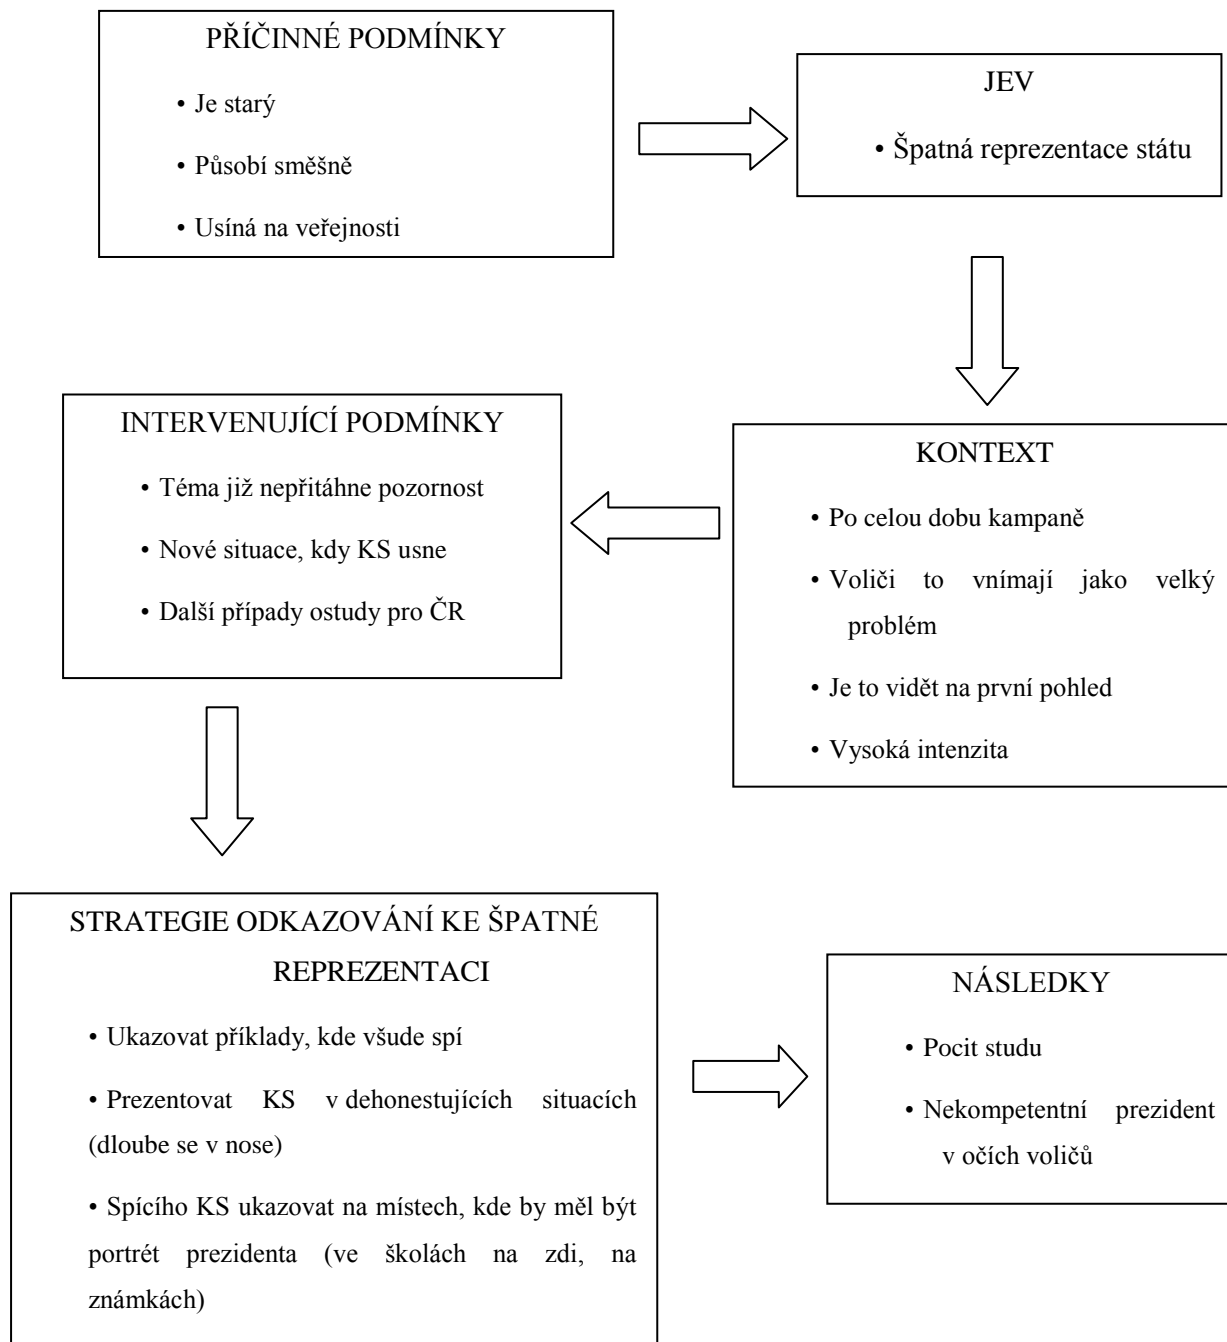 PŘÍČINNÉ PODMÍNKY
• Je starý
• Působí směšně
• Usíná na veřejnosti
JEV
• Špatná reprezentace státu
INTERVENUJÍCÍ PODMÍNKY
• Téma již nepřitáhne pozornost
• Nové situace, kdy KS usne
• Další případy ostudy pro ČR
KONTEXT
• Po celou dobu kampaně
• Voliči to vnímají jako velký
problém
• Je to vidět na první pohled
• Vysoká intenzita
STRATEGIE ODKAZOVÁNÍ KE ŠPATNÉ
REPREZENTACI
• Ukazovat příklady, kde všude spí
• Prezentovat KS v dehonestujících situacích
(dloube se v nose)
• Spícího KS ukazovat na místech, kde by měl být
portrét prezidenta (ve školách na zdi, na
známkách)
NÁSLEDKY
• Pocit studu
• Nekompetentní prezident
v očích voličů